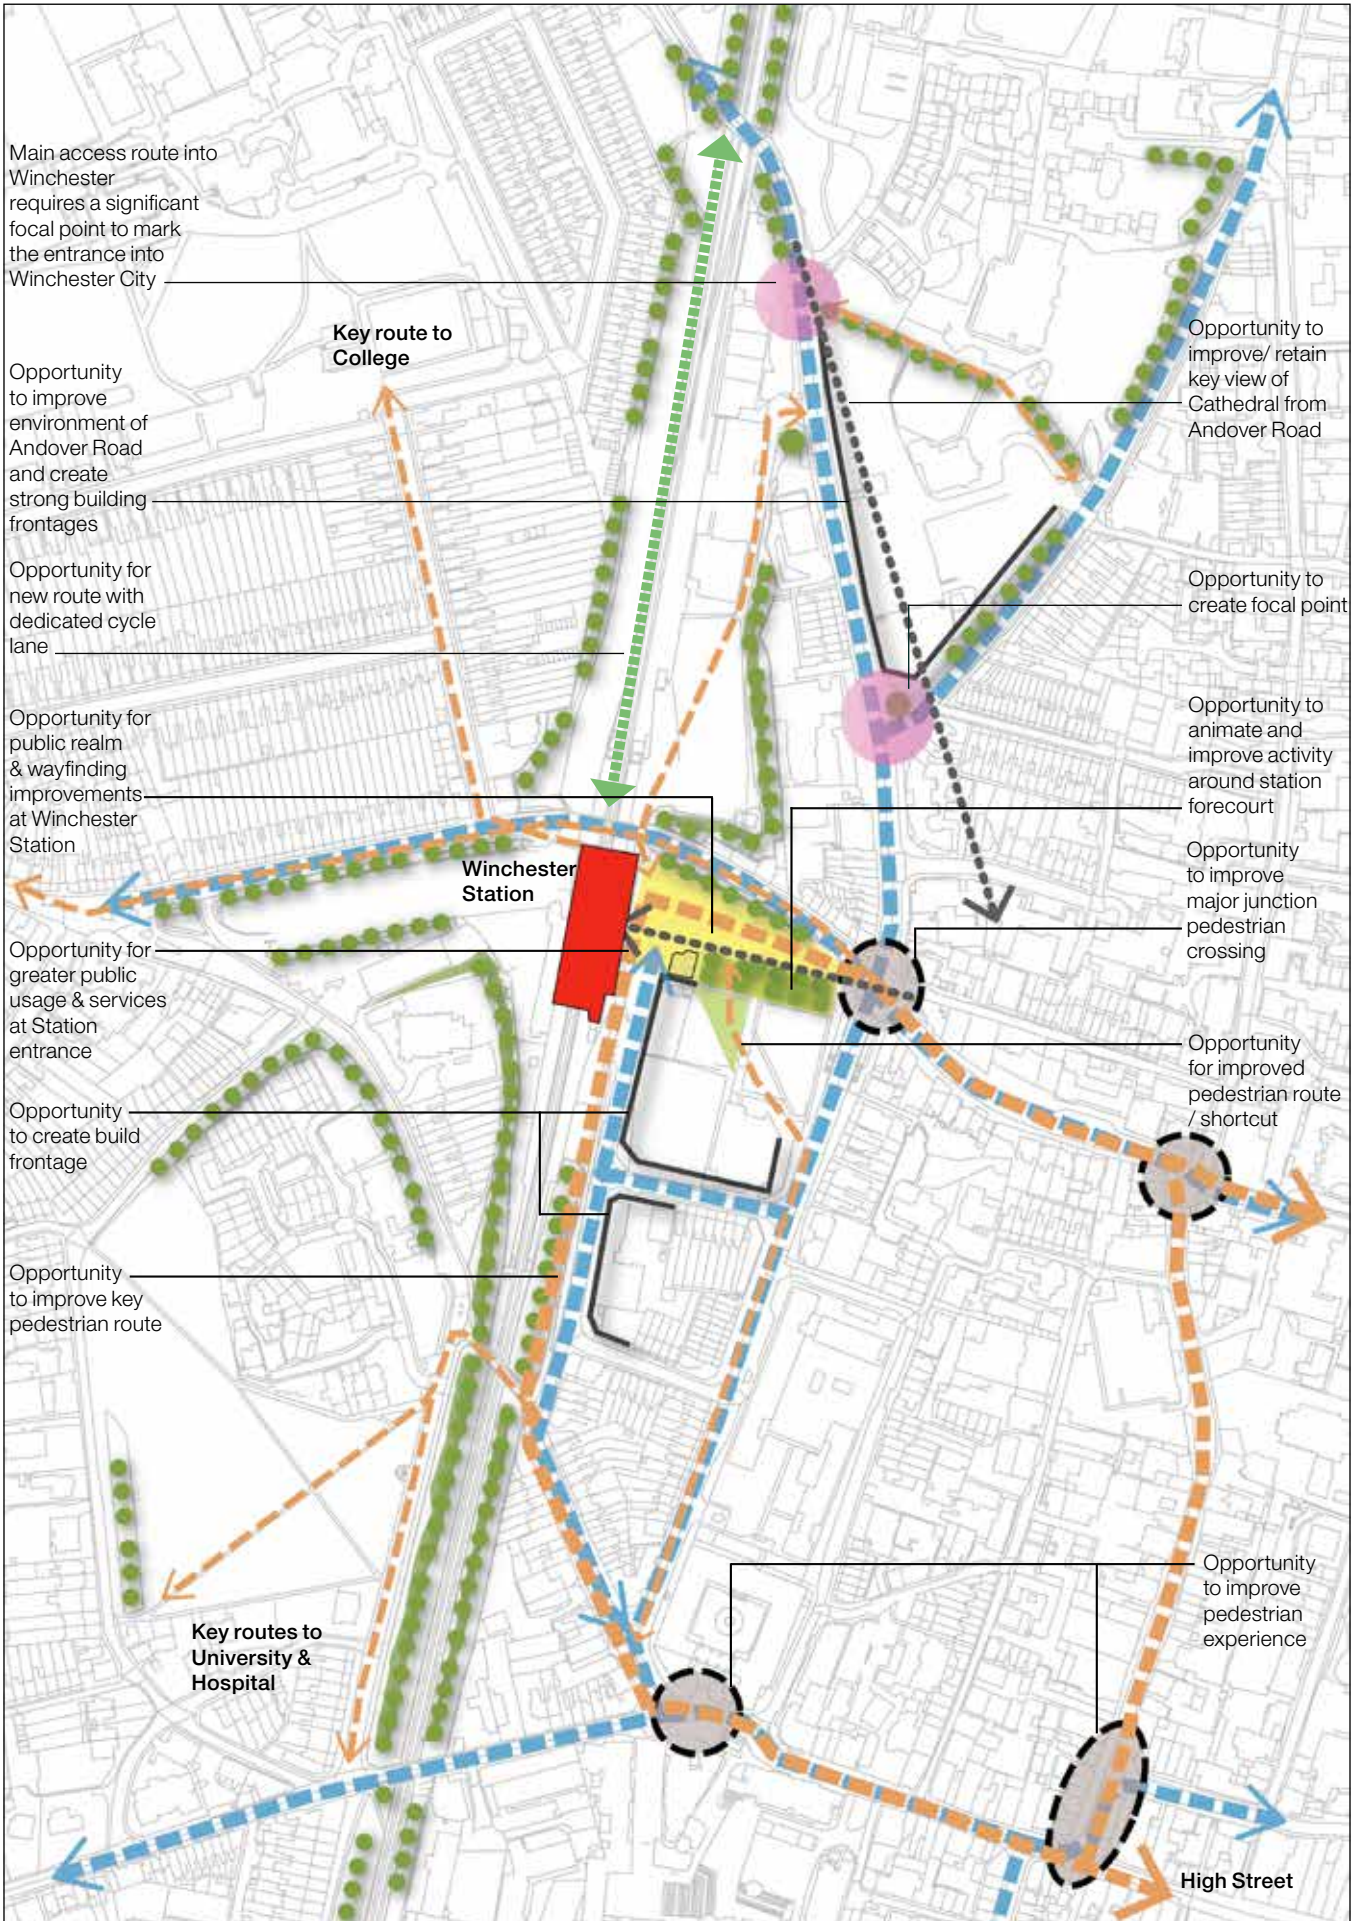 Main access route into
Winchester
requires a significant
focal point to mark
the entrance into
Winchester City
Key route to
College
Opportunity
to improve
environment of
Andover Road
and create
strong building
frontages
Opportunity for
new route with
dedicated cycle
lane
Opportunity for
public realm
& wayfinding
improvements
at Winchester
Station
Winchester
Station
Opportunity for
greater public
usage & services
at Station
entrance
Opportunity
to create build
frontage
Opportunity
to improve key
pedestrian route
Key routes to
University &
Hospital
Opportunity to
improve/ retain
key view of
Cathedral from
Andover Road
Opportunity to
create focal point
Opportunity to
animate and
improve activity
around station
forecourt
Opportunity
to improve
major junction
pedestrian
crossing
Opportunity
for improved
pedestrian route
/ shortcut
Opportunity
to improve
pedestrian
experience
High Street